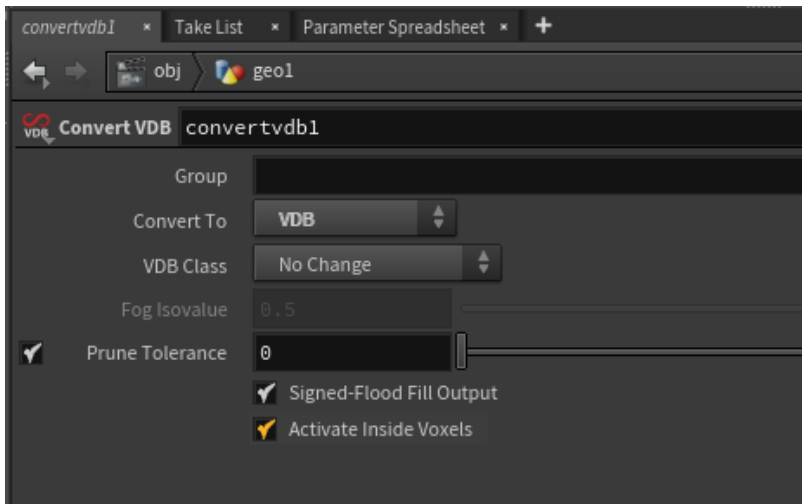 convertvdb1 × Take List × Parameter Spreadsheet × +
obj geo1
VDB Convert VDB convertvdb1
Group
Convert To VDB
VDB Class No Change
Fog Isovalue 0.5
Prune Tolerance 0
Signed-Flood Fill Output
Activate Inside Voxels